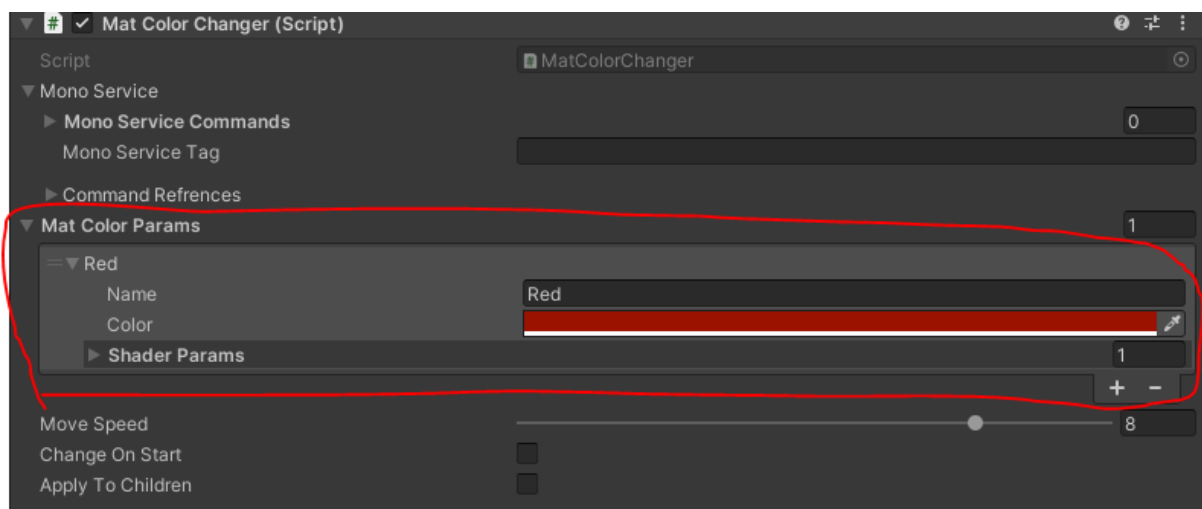 Mat Color Changer (Script)
Script MatColorChanger
Mono Service
Mono Service Commands 0
Mono Service Tag
Command Refrences
Mat Color Params 1
Red
Name Red
Color
Shader Params 1
+ -
Move Speed 8
Change On Start
Apply To Children